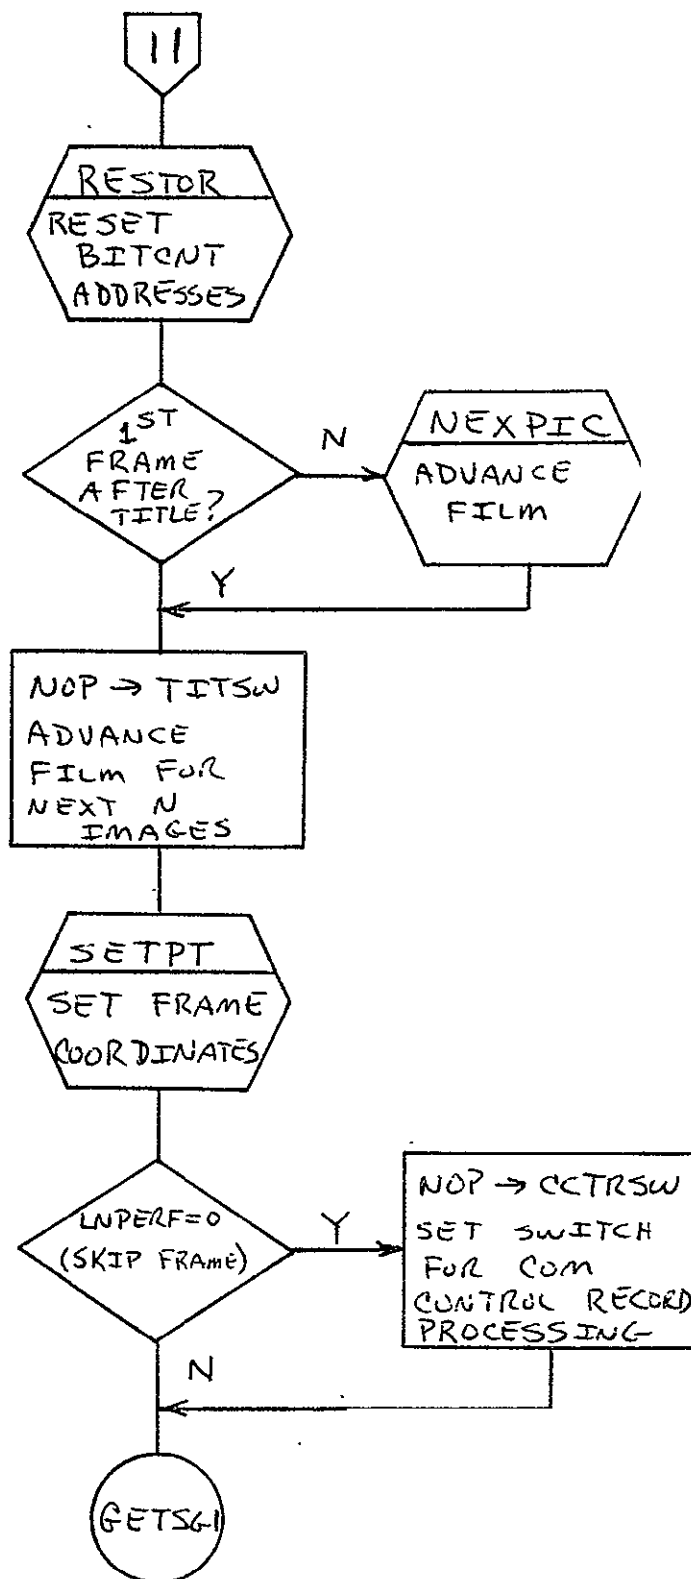 11
RESTOR
RESET
BITCNT
ADDRESSES
1ST
FRAME
AFTER
TITLE?
N
NEXPIC
ADVANCE
FILM
Y
NOP → TITSW
ADVANCE
FILM FOR
NEXT N
IMAGES
SETPT
SET FRAME
COORDINATES
LNPERF=0
(SKIP FRAME)
Y
NOP → CCTRSW
SET SWITCH
FOR COM
CONTROL RECORD
PROCESSING
N
GETSG1